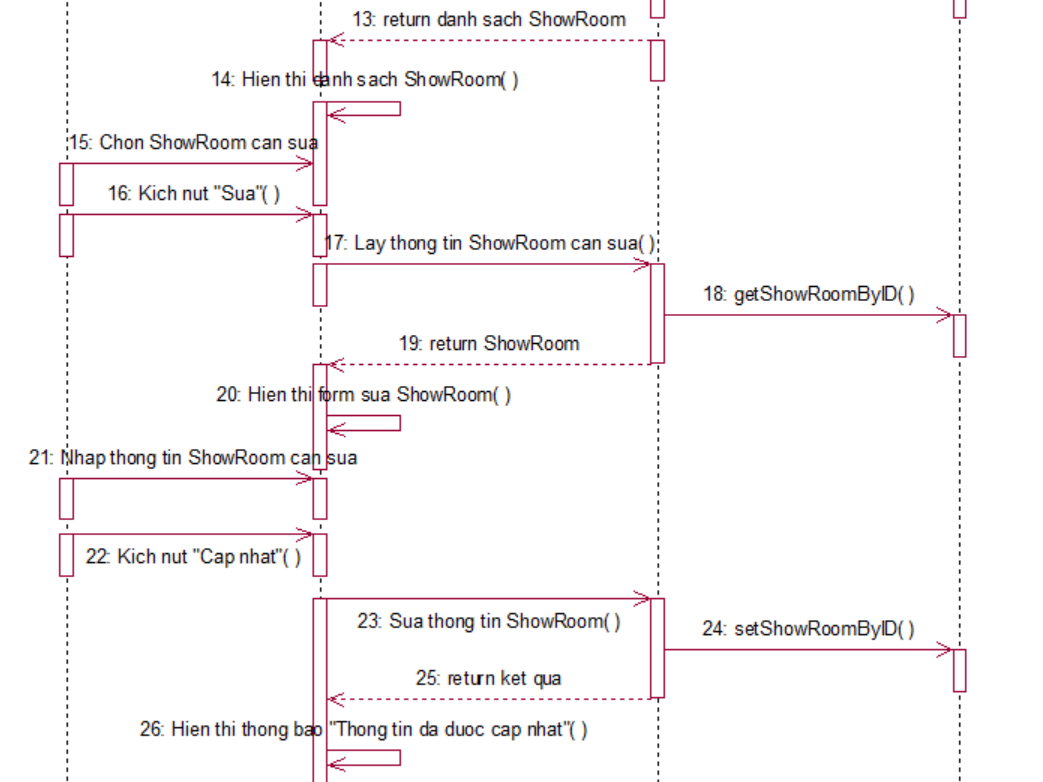 13: return danh sach ShowRoom
14: Hien thi danh sach ShowRoom( )
15: Chon ShowRoom can sua
16: Kich nut "Sua"( )
17: Lay thong tin ShowRoom can sua( )
18: getShowRoomByID( )
19: return ShowRoom
20: Hien thi form sua ShowRoom( )
21: Nhap thong tin ShowRoom can sua
22: Kich nut "Cap nhat"( )
23: Sua thong tin ShowRoom( )
24: setShowRoomByID( )
25: return ket qua
26: Hien thi thong bao "Thong tin da duoc cap nhat"( )